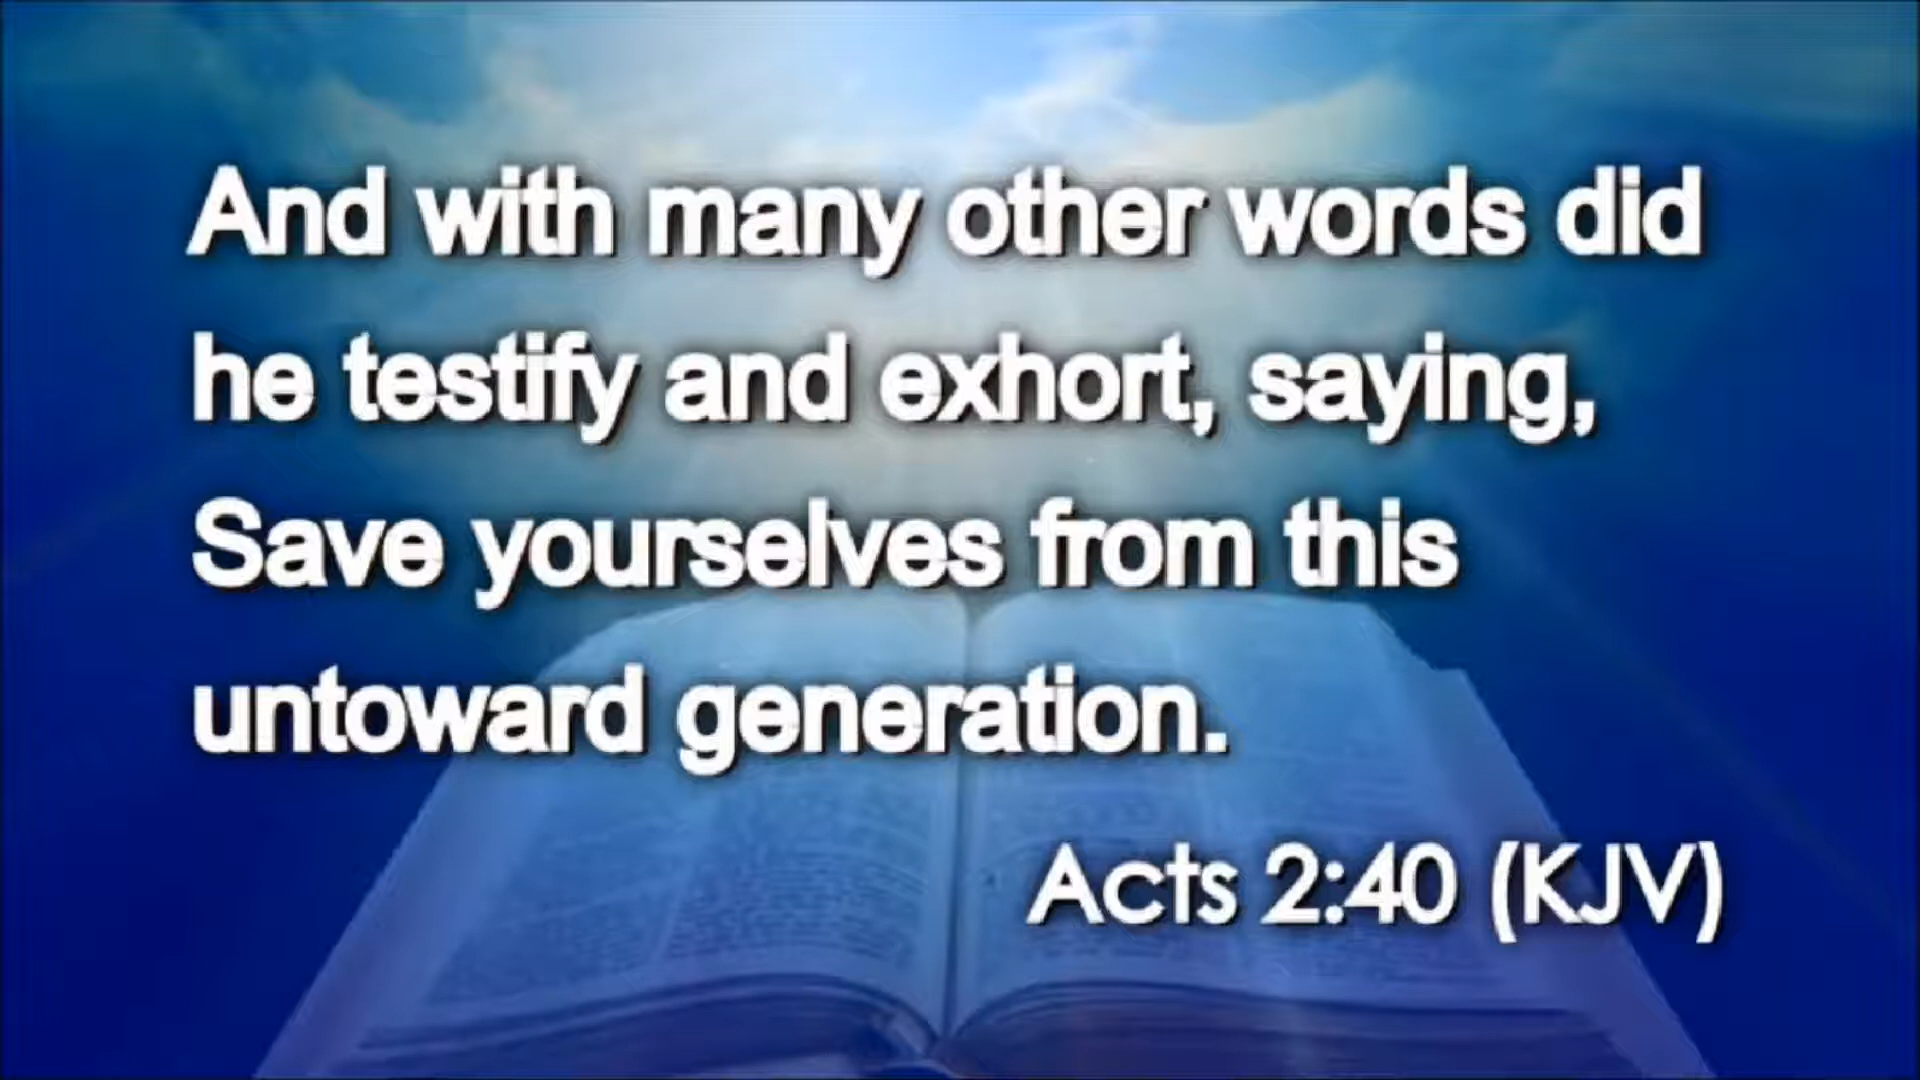 And with many other words did
he testify and exhort, saying,
Save yourselves from this
untoward generation.
Acts 2:40 (KJV)